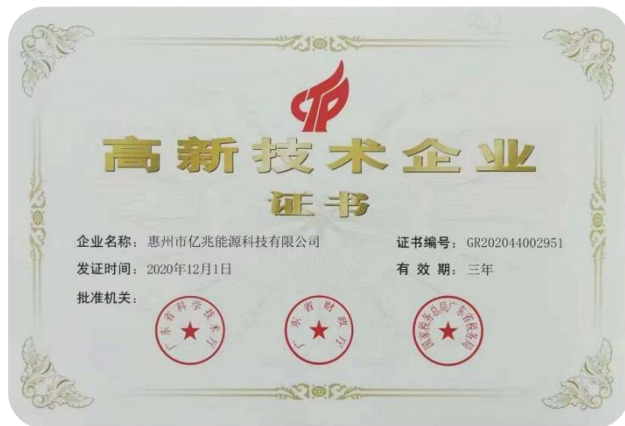 高新技术企业
证书
企业名称：惠州市亿兆能源科技有限公司
证书编号：GR202044002951
发证时间：2020年12月1日
有效期：三年
批准机关：
广东省科学技术厅
广东省财政厅
国家税务总局广东省税务局